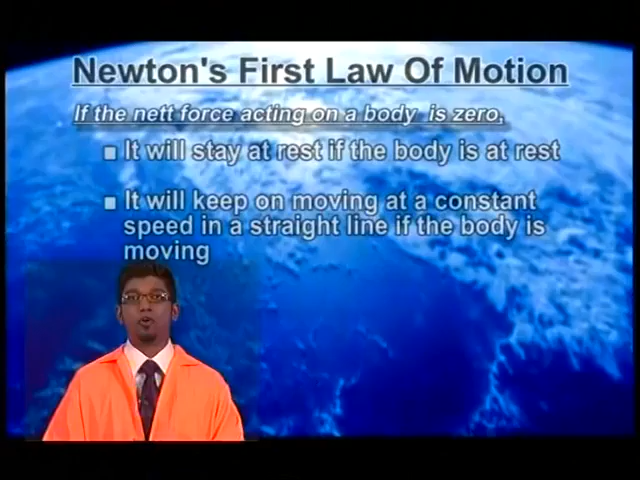 Newton's First Law Of Motion
If the nett force acting on a body is zero,
It will stay at rest if the body is at rest
It will keep on moving at a constant
speed in a straight line if the body is
moving